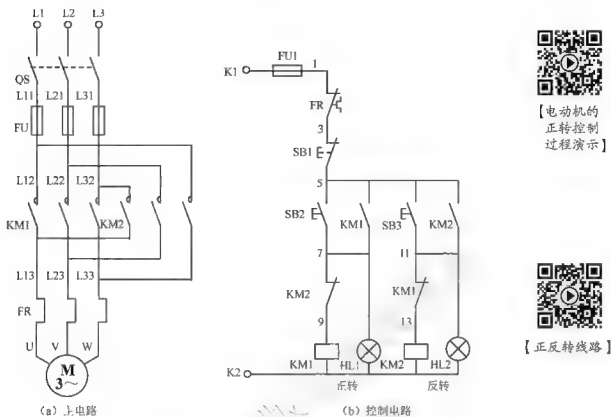 L1 L2 L3
QS
L11 L21 L31
FU
L12 L22 L32
KM1 KM2
L13 L23 L33
FR
U V W
M
3~
(a) 主电路
FU1 1
K1
FR
3
SB1
5
SB2 KM1 SB3 KM2
7 11
KM2 KM1
9 13
KM1 HL1 KM2 HL2
K2
正转 反转
(b) 控制电路
【电动机的
正转控制
过程演示】
【正反转线路】